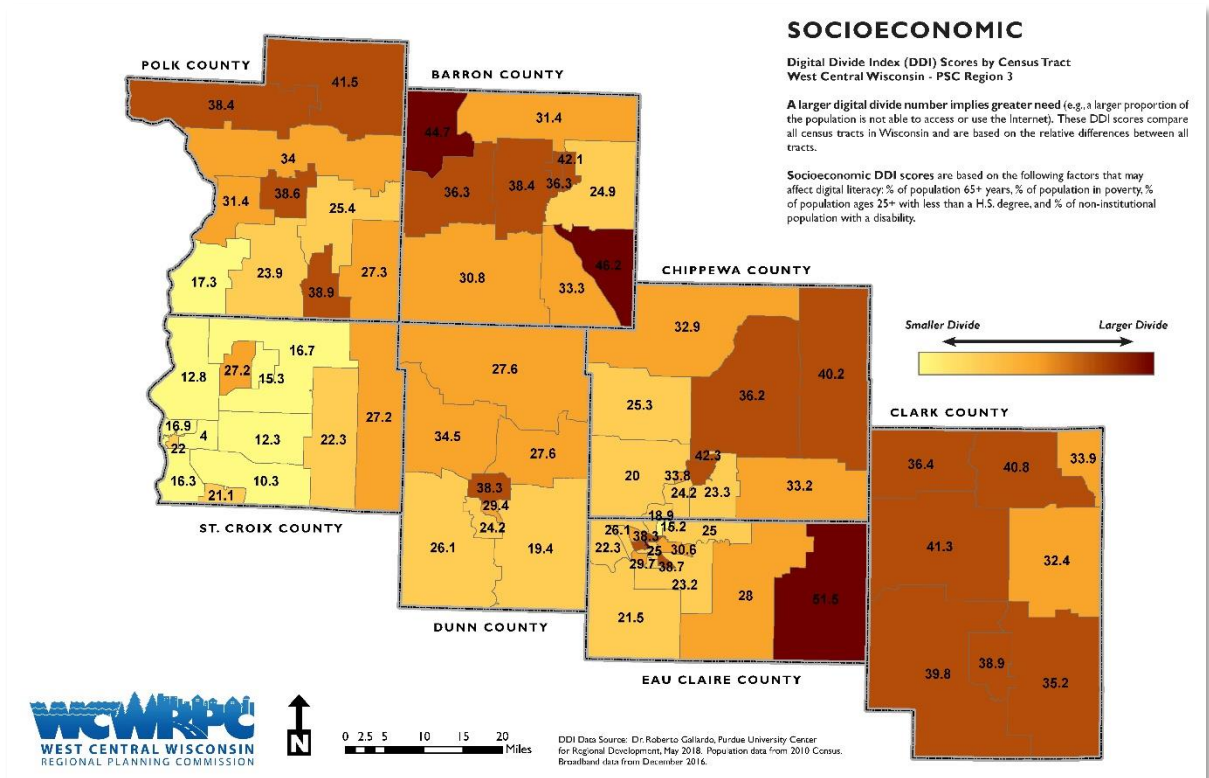 SOCIOECONOMIC
Digital Divide Index (DDI) Scores by Census Tract
West Central Wisconsin - PSC Region 3
A larger digital divide number implies greater need (e.g., a larger proportion of
the population is not able to access or use the Internet). These DDI scores compare
all census tracts in Wisconsin and are based on the relative differences between all
tracts.
Socioeconomic DDI scores are based on the following factors that may
affect digital literacy: % of population 65+ years, % of population in poverty, %
of population ages 25+ with less than a H.S. degree, and % of non-institutional
population with a disability.
Smaller Divide
Larger Divide
POLK COUNTY
41.5
38.4
34
38.6
31.4
25.4
17.3
23.9
38.9
27.3
BARRON COUNTY
44.7
31.4
42.1
36.3
38.4
36.3
24.9
30.8
33.3
46.2
CHIPPEWA COUNTY
32.9
40.2
36.2
25.3
42.3
20
33.8
24.2
23.3
33.2
18.9
CLARK COUNTY
36.4
40.8
33.9
41.3
32.4
39.8
38.9
35.2
16.7
12.8
27.2
15.3
27.2
16.9
4
22
12.3
22.3
16.3
10.3
21.1
ST. CROIX COUNTY
27.6
34.5
27.6
38.3
29.4
24.2
26.1
19.4
DUNN COUNTY
26.1
15.2
25
38.3
22.3
25
30.6
29.7
38.7
23.2
28
51.5
21.5
EAU CLAIRE COUNTY
WCWRPC
WEST CENTRAL WISCONSIN
REGIONAL PLANNING COMMISSION
N
0 2.5 5 10 15 20
Miles
DDI Data Source: Dr. Roberto Gallardo, Purdue University Center
for Regional Development, May 2018. Population data from 2010 Census.
Broadband data from December 2016.